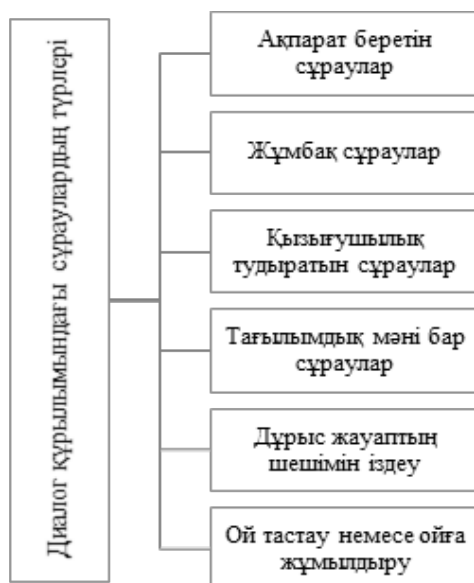 Диалог құрылымындағы сұраулардың түрлері
Ақпарат беретін
сұраулар
Жұмбақ сұраулар
Қызығушылық
тудыратын сұраулар
Тағылымдық мәні бар
сұраулар
Дұрыс жауаптың
шешімін іздеу
Ой тастау немесе ойға
жұмылдыру